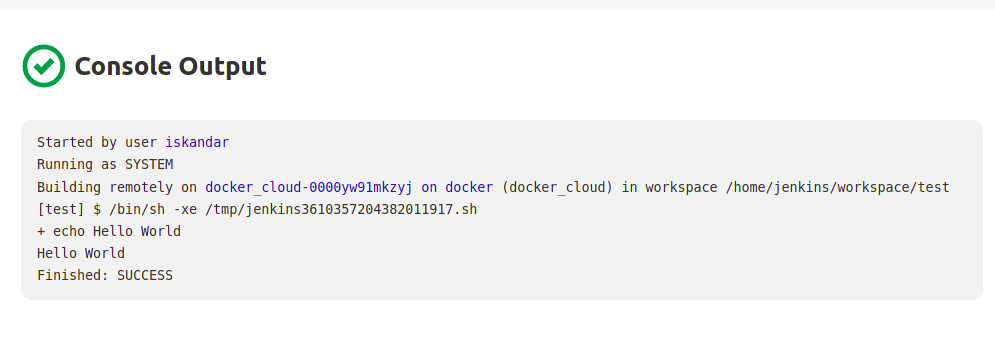 Console Output
Started by user iskandar
Running as SYSTEM
Building remotely on docker_cloud-0000yw91mkzyj on docker (docker_cloud) in workspace /home/jenkins/workspace/test
[test] $ /bin/sh -xe /tmp/jenkins3610357204382011917.sh
+ echo Hello World
Hello World
Finished: SUCCESS